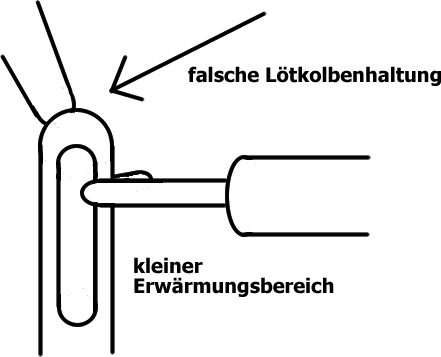 falsche Lötkolbenhaltung
kleiner
Erwärmungsbereich